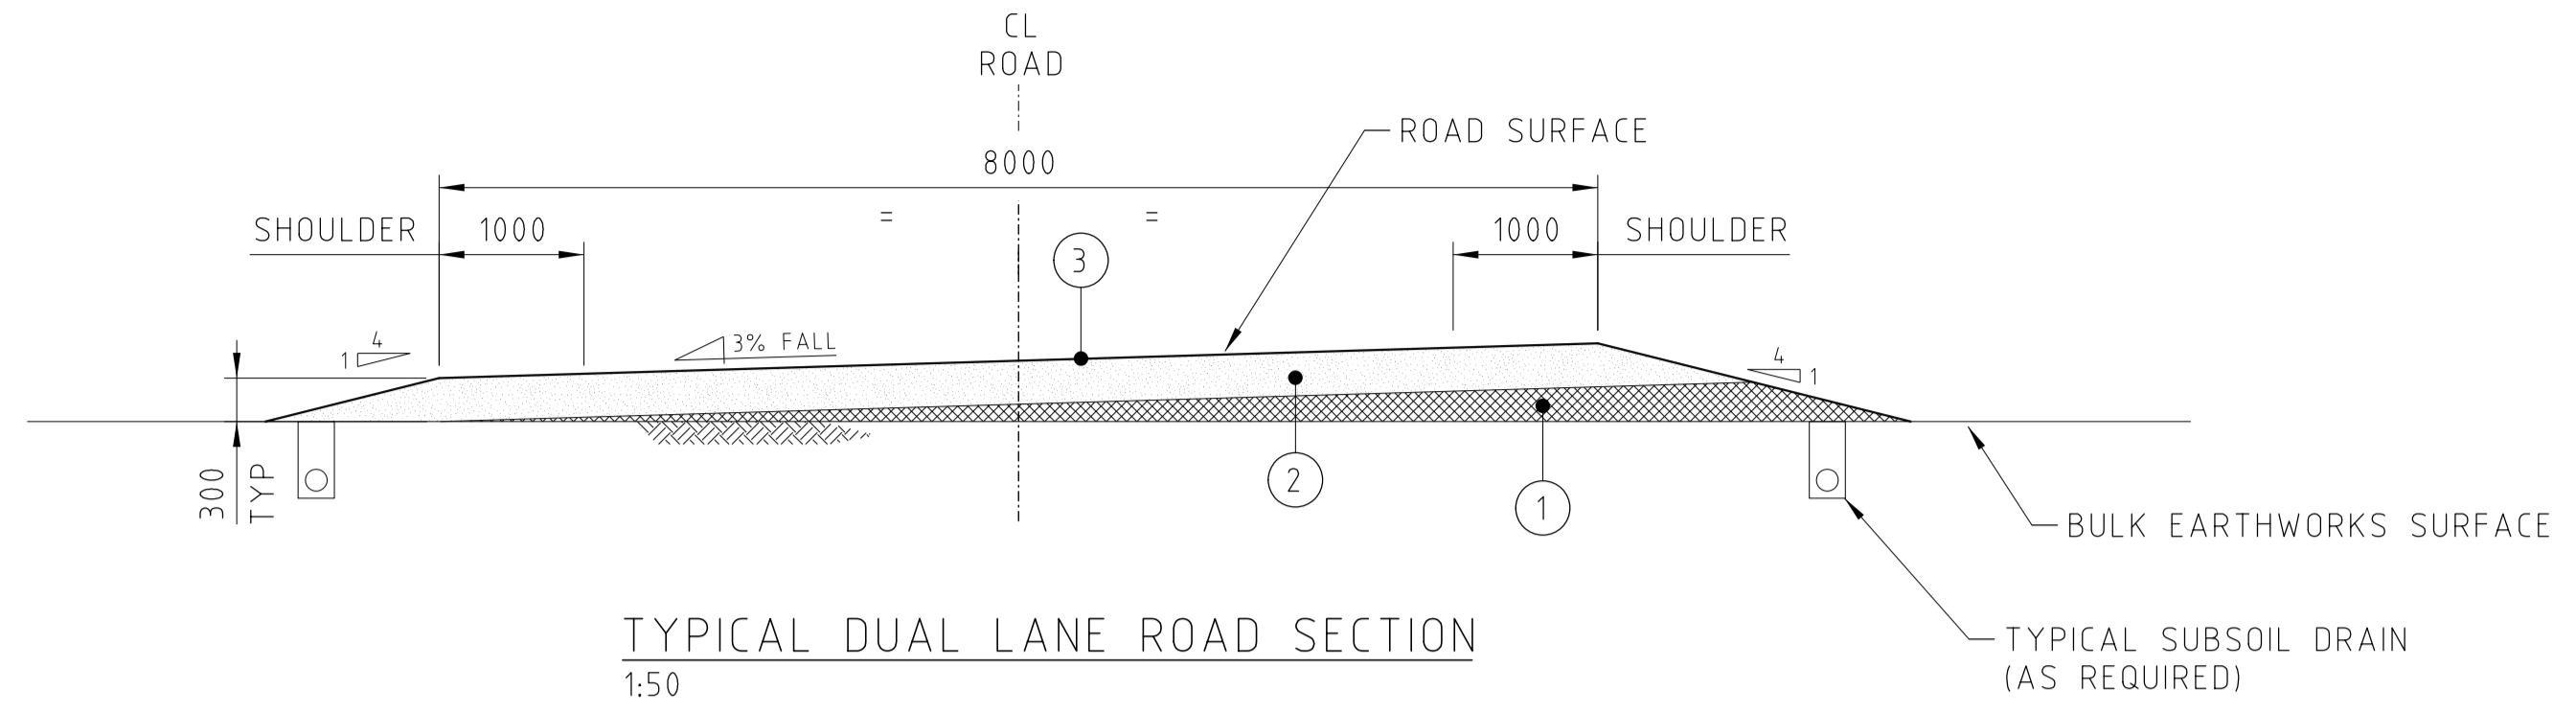 CL
ROAD
ROAD SURFACE
8000
= =
SHOULDER 1000
1000 SHOULDER
3
4
1
3% FALL
4
1
300
TYP
2
1
BULK EARTHWORKS SURFACE
TYPICAL DUAL LANE ROAD SECTION
1:50
TYPICAL SUBSOIL DRAIN
(AS REQUIRED)